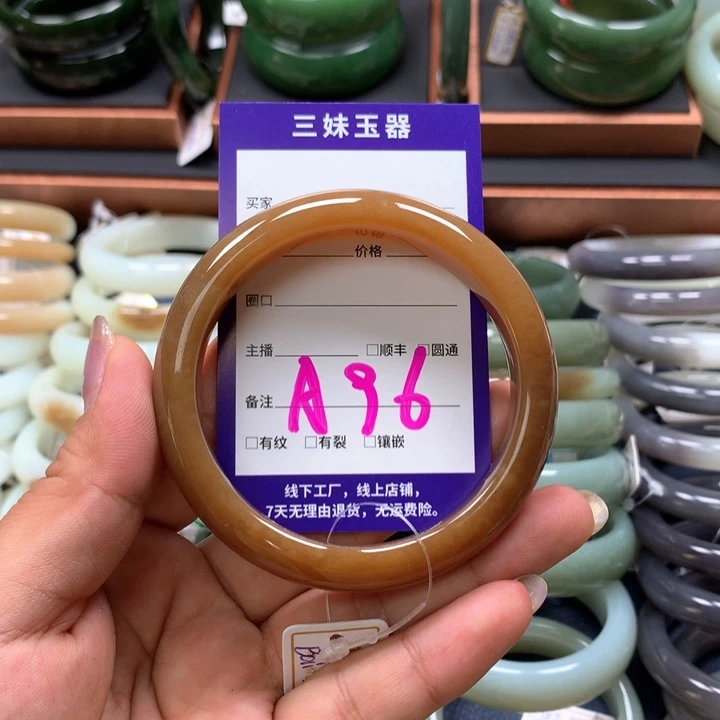 三妹玉器
买家
价格
圈口
主播 □顺丰 □圆通
备注 A96
□有纹 □有裂 □镶嵌
线下工厂，线上店铺，
7天无理由退货，无运费险。